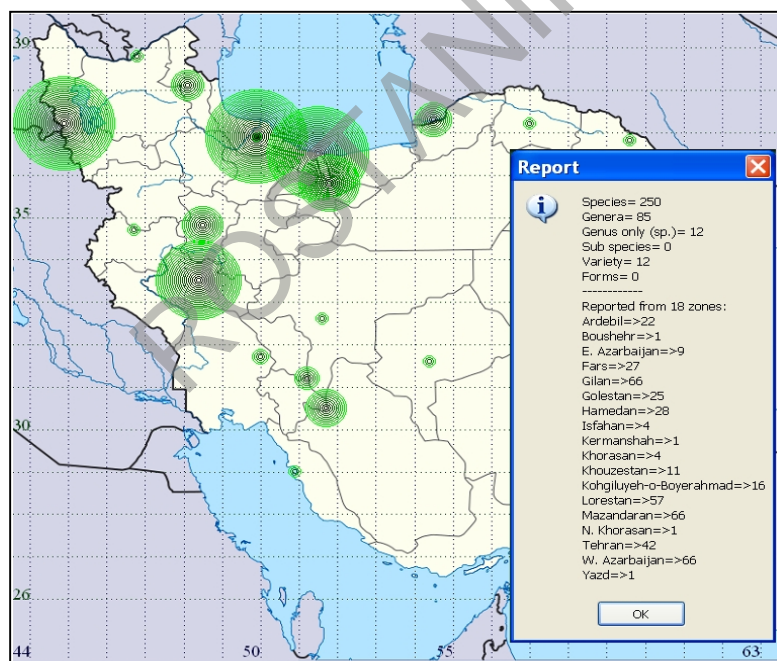 39
35
30
26
44
50
55
63
ROSTANI
Report
Species= 250
Genera= 85
Genus only (sp.)= 12
Sub species= 0
Variety= 12
Forms= 0
------------
Reported from 18 zones:
Ardebil=>22
Boushehr=>1
E. Azarbaijan=>9
Fars=>27
Gilan=>66
Golestan=>25
Hamedan=>28
Isfahan=>4
Kermanshah=>1
Khorasan=>4
Khouzestan=>11
Kohgiluyeh-o-Boyerahmad=>16
Lorestan=>57
Mazandaran=>66
N. Khorasan=>1
Tehran=>42
W. Azarbaijan=>66
Yazd=>1
OK